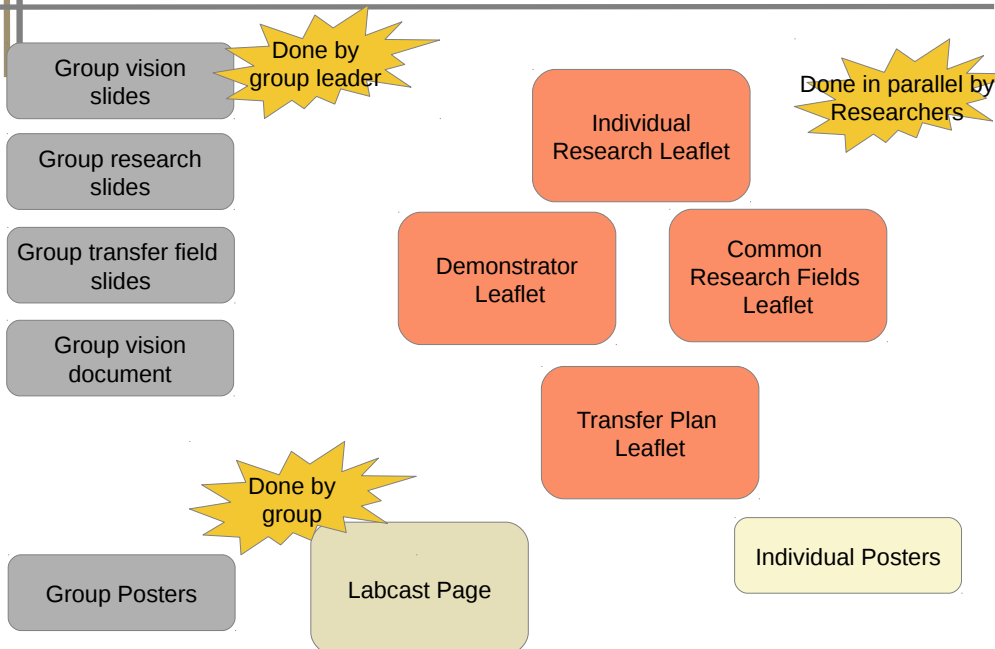 Group vision
slides
Done by
group leader
Done in parallel by
Researchers
Individual
Research Leaflet
Group research
slides
Group transfer field
slides
Demonstrator
Leaflet
Common
Research Fields
Leaflet
Group vision
document
Transfer Plan
Leaflet
Done by
group
Group Posters
Labcast Page
Individual Posters